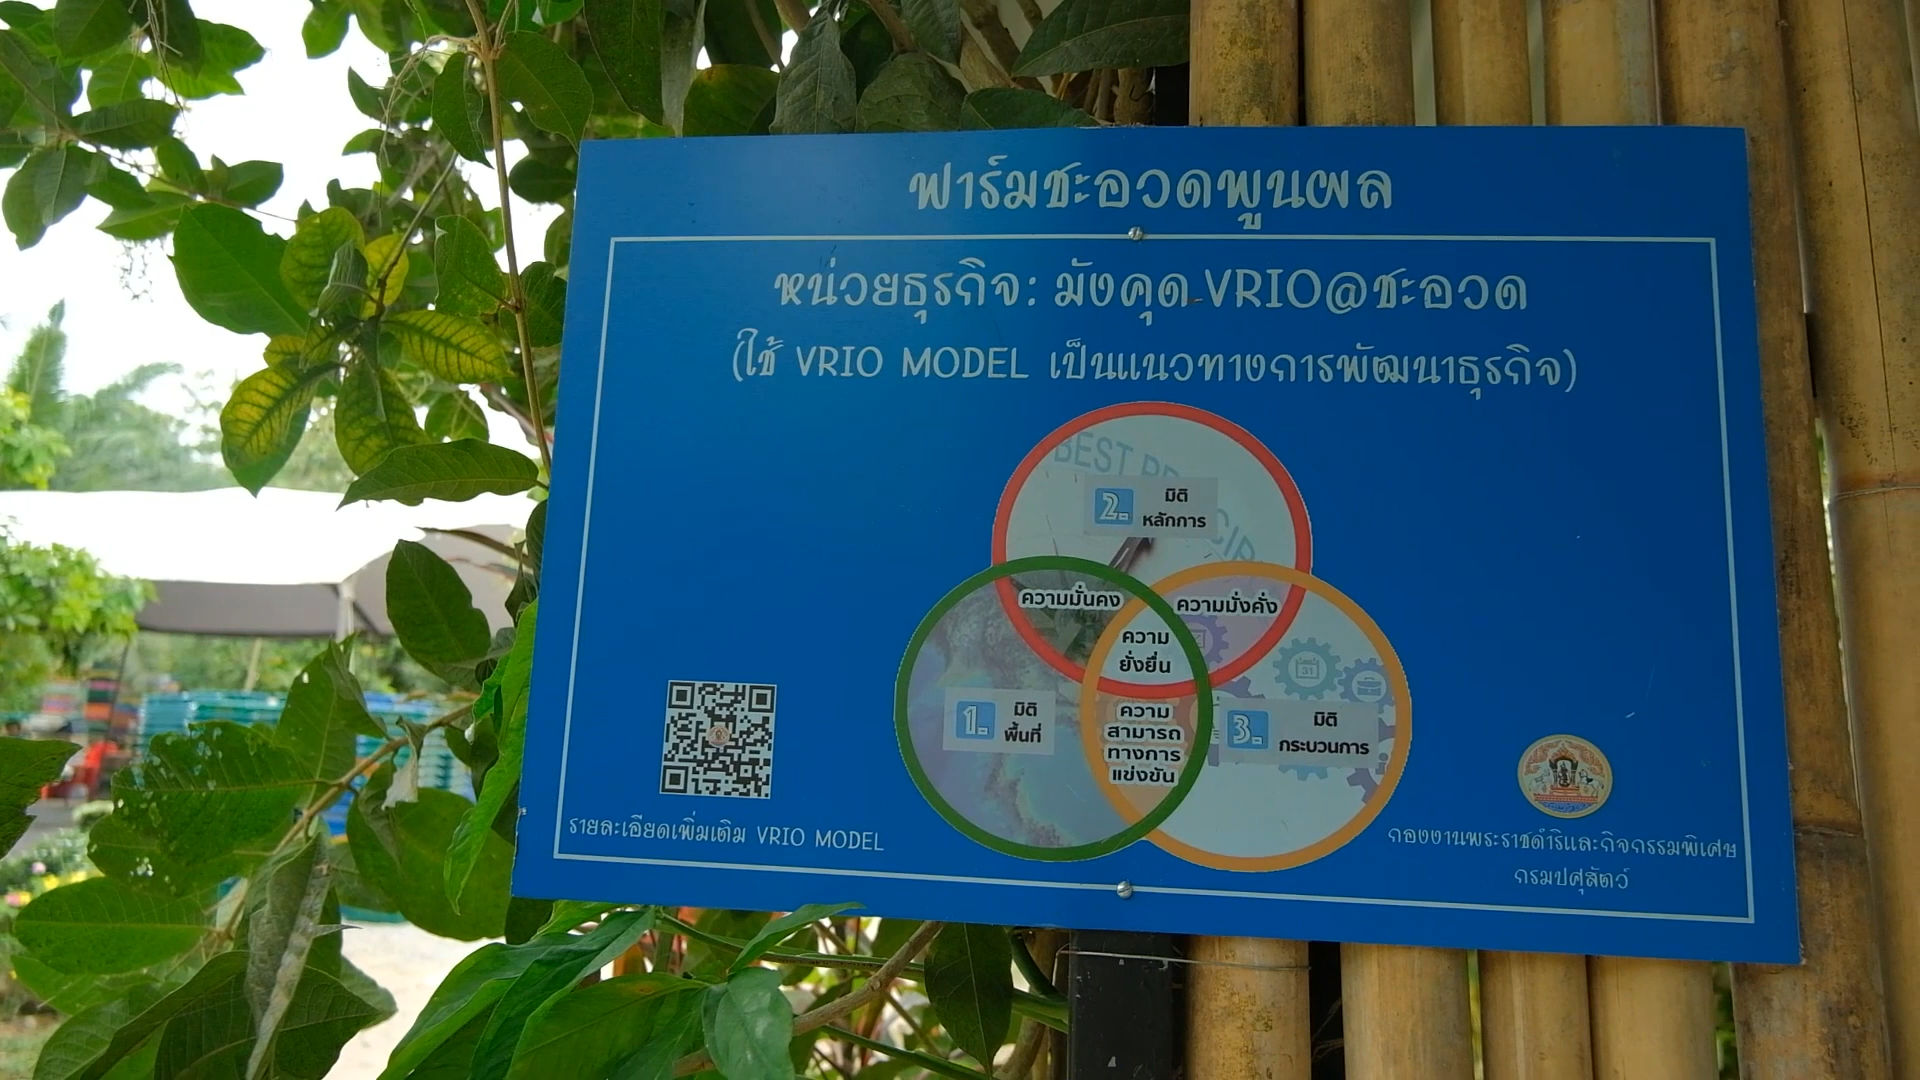 ฟาร์มชะอวดพูนผล
หน่วยธุรกิจ: มังคุด VRIO@ชะอวด
(ใช้ VRIO MODEL เป็นแนวทางการพัฒนาธุรกิจ)
BEST PR
CIP
2. มิติ
หลักการ
ความมั่นคง
ความมั่งคั่ง
ความ
ยั่งยืน
1. มิติ
พื้นที่
ความ
สามารถ
ทางการ
แข่งขัน
3. มิติ
กระบวนการ
31
รายละเอียดเพิ่มเติม VRIO MODEL
กองงานพระราชดำริและกิจกรรมพิเศษ
กรมปศุสัตว์